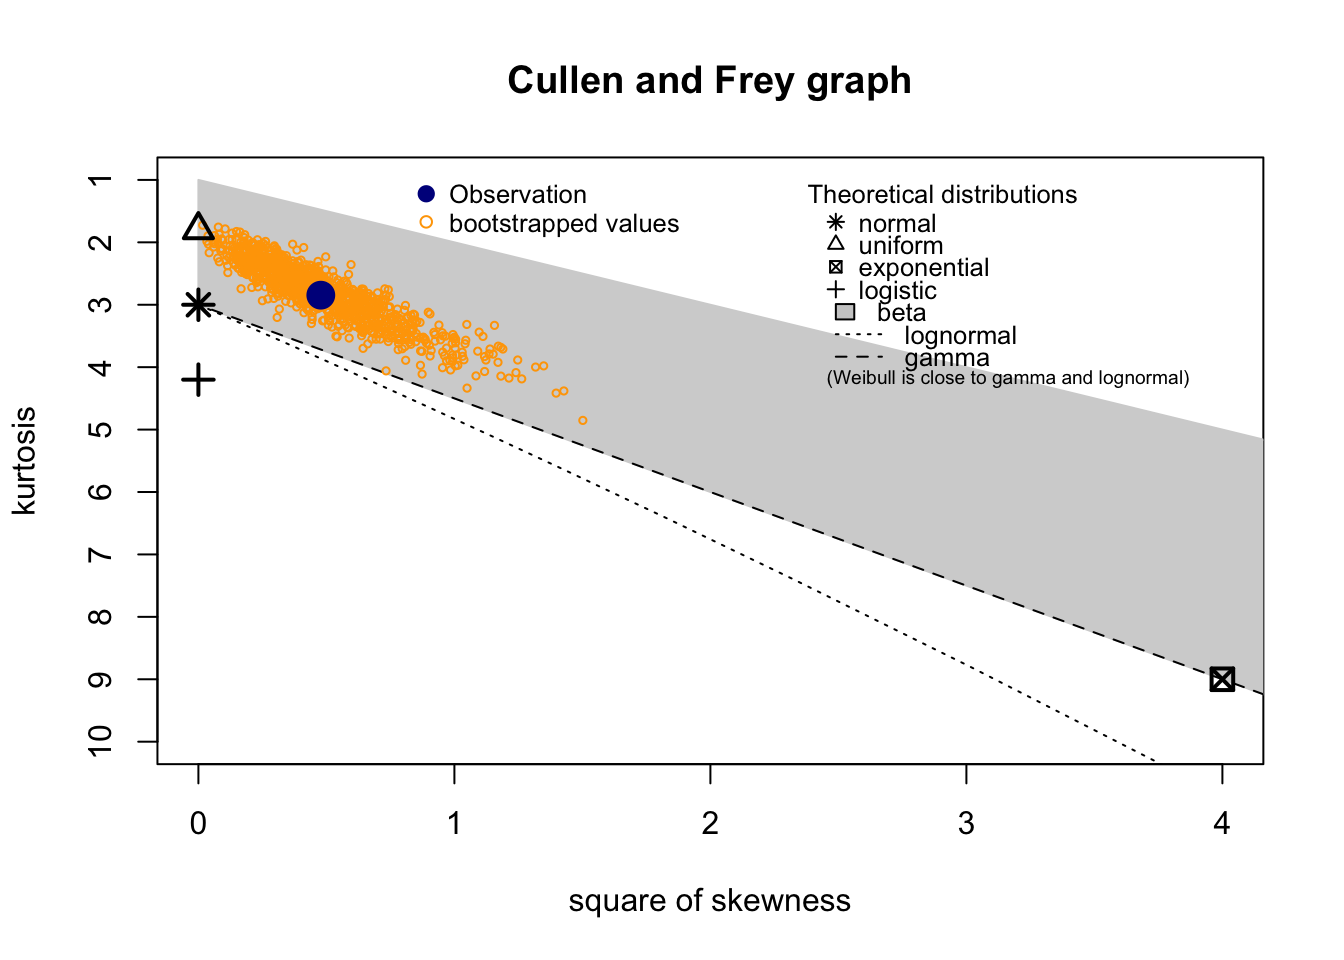 Cullen and Frey graph
Observation
bootstrapped values
Theoretical distributions
normal
uniform
exponential
logistic
beta
lognormal
gamma
(Weibull is close to gamma and lognormal)
kurtosis
1
2
3
4
5
6
7
8
9
10
0 1 2 3 4
square of skewness